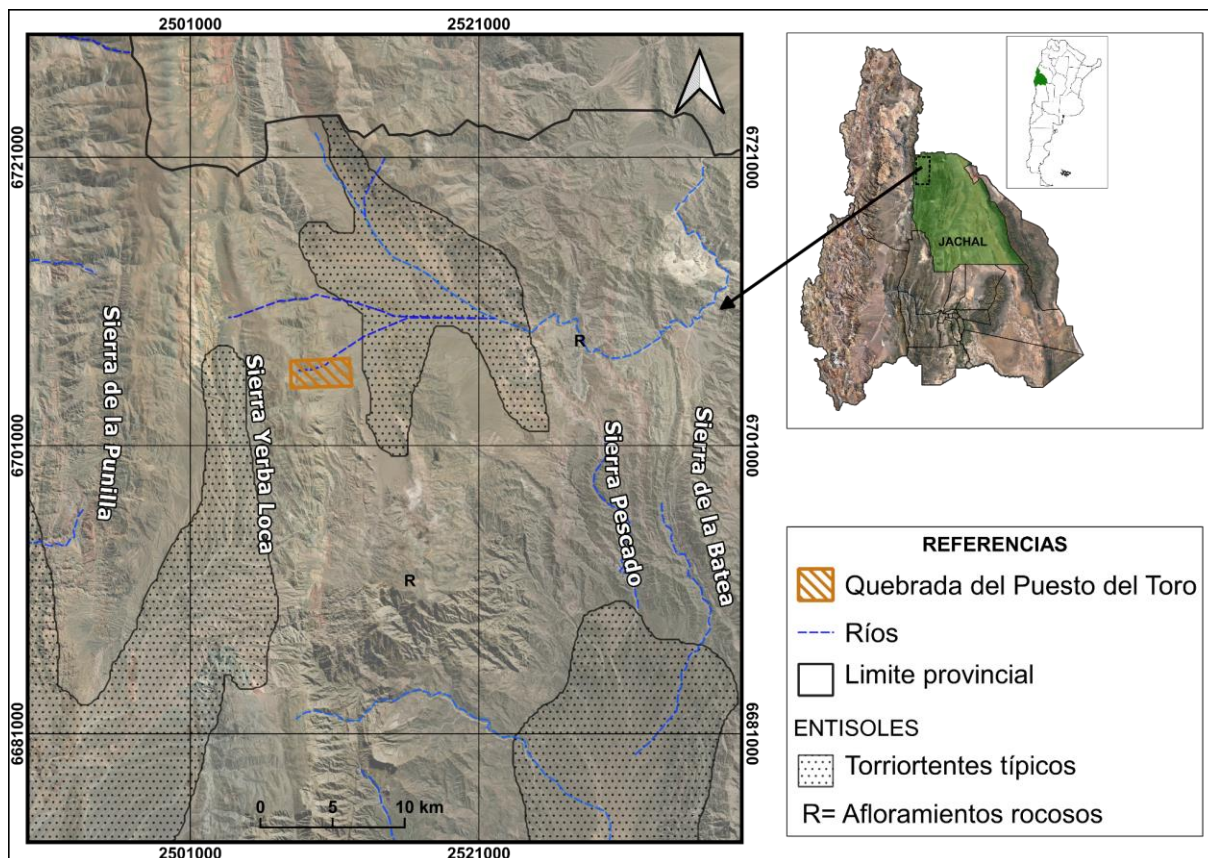 2501000
2521000
6721000
6721000
JACHAL
R
Sierra de la Punilla
Sierra Yerba Loca
6701000
6701000
Sierra Pescado
Sierra de la Batea
R
6681000
6681000
0 5 10 km
2501000
2521000
REFERENCIAS
Quebrada del Puesto del Toro
Ríos
Limite provincial
ENTISOLES
Torriortentes típicos
R= Afloramientos rocosos